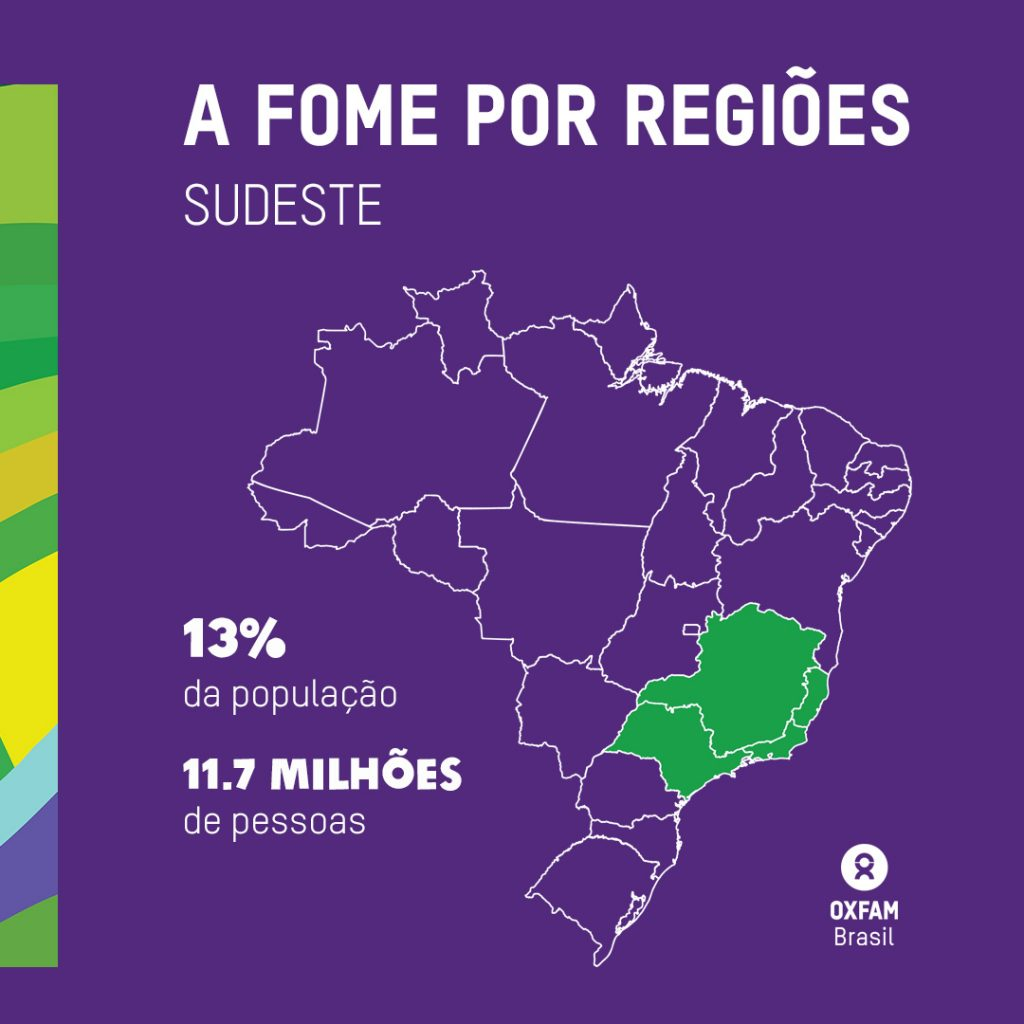 A FOME POR REGIÕES
SUDESTE
13%
da população
11.7 MILHÕES
de pessoas
OXFAM
Brasil